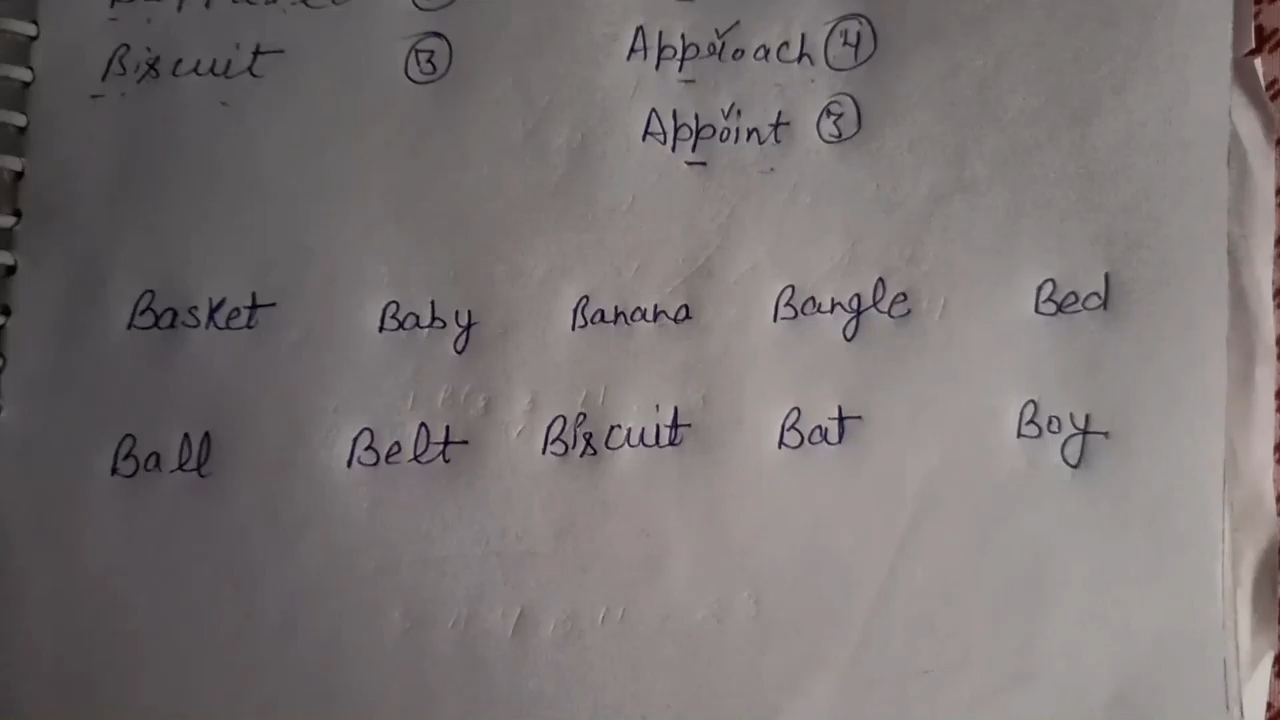 Biscuit ③ Approach ④
Appoint ③
Basket Baby Banana Bangle Bed
Ball Belt Biscuit Bat Boy